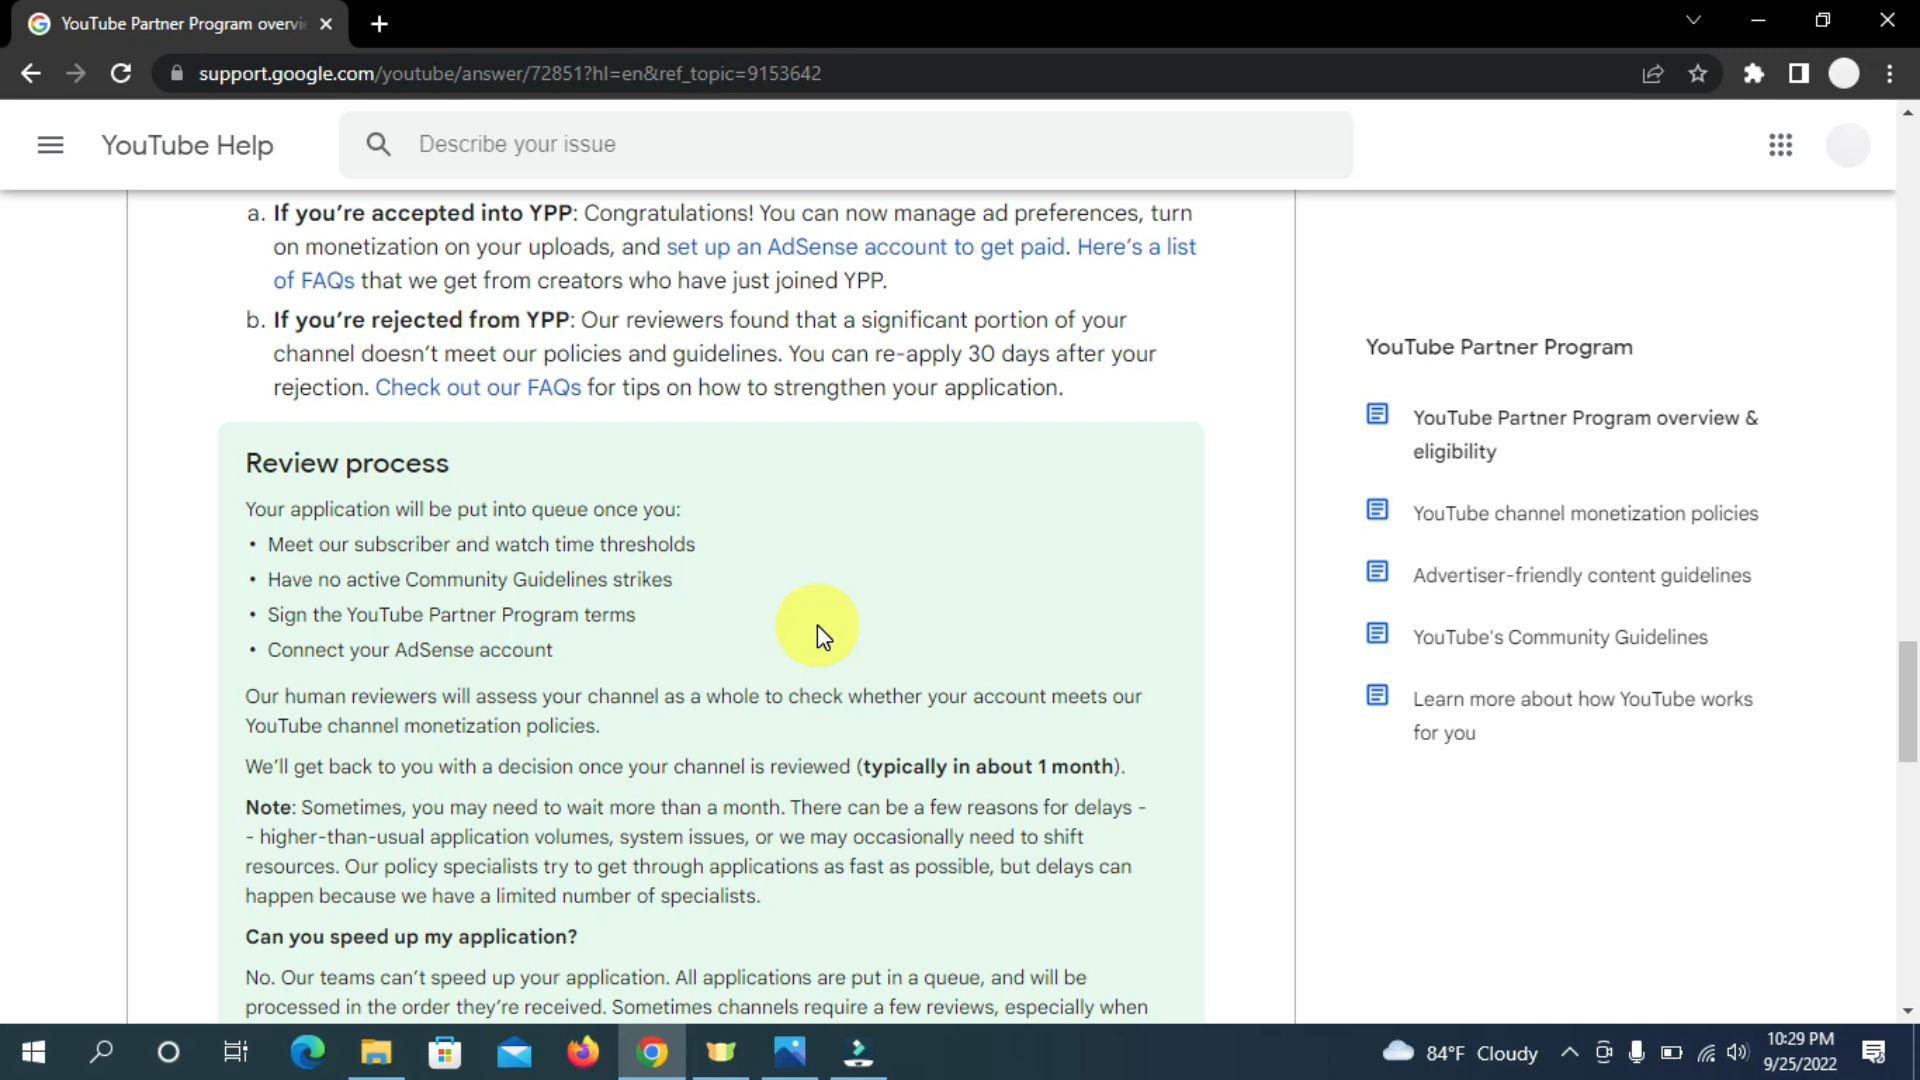 YouTube Partner Program overvi
support.google.com/youtube/answer/72851?hl=en&ref_topic=9153642
YouTube Help
Describe your issue
a. If you’re accepted into YPP: Congratulations! You can now manage ad preferences, turn
on monetization on your uploads, and set up an AdSense account to get paid. Here’s a list
of FAQs that we get from creators who have just joined YPP.
b. If you’re rejected from YPP: Our reviewers found that a significant portion of your
channel doesn’t meet our policies and guidelines. You can re-apply 30 days after your
rejection. Check out our FAQs for tips on how to strengthen your application.
Review process
Your application will be put into queue once you:
• Meet our subscriber and watch time thresholds
• Have no active Community Guidelines strikes
• Sign the YouTube Partner Program terms
• Connect your AdSense account
Our human reviewers will assess your channel as a whole to check whether your account meets our
YouTube channel monetization policies.
We’ll get back to you with a decision once your channel is reviewed (typically in about 1 month).
Note: Sometimes, you may need to wait more than a month. There can be a few reasons for delays -
- higher-than-usual application volumes, system issues, or we may occasionally need to shift
resources. Our policy specialists try to get through applications as fast as possible, but delays can
happen because we have a limited number of specialists.
Can you speed up my application?
No. Our teams can’t speed up your application. All applications are put in a queue, and will be
processed in the order they’re received. Sometimes channels require a few reviews, especially when
YouTube Partner Program
YouTube Partner Program overview &
eligibility
YouTube channel monetization policies
Advertiser-friendly content guidelines
YouTube's Community Guidelines
Learn more about how YouTube works
for you
84°F Cloudy
10:29 PM
9/25/2022